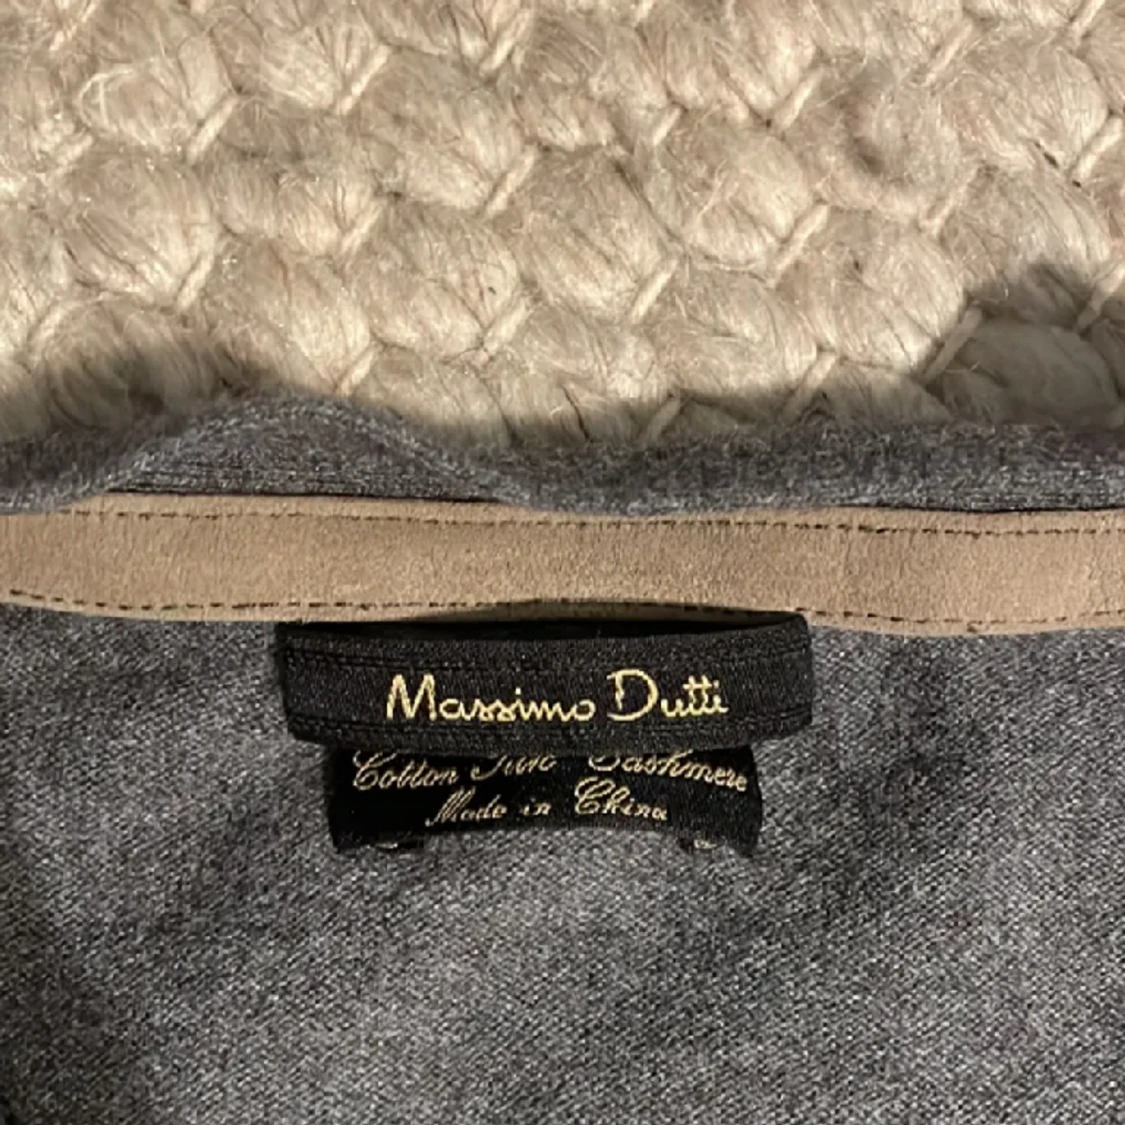 Massimo Dutti
Cotton Silk Cashmere
Made in China